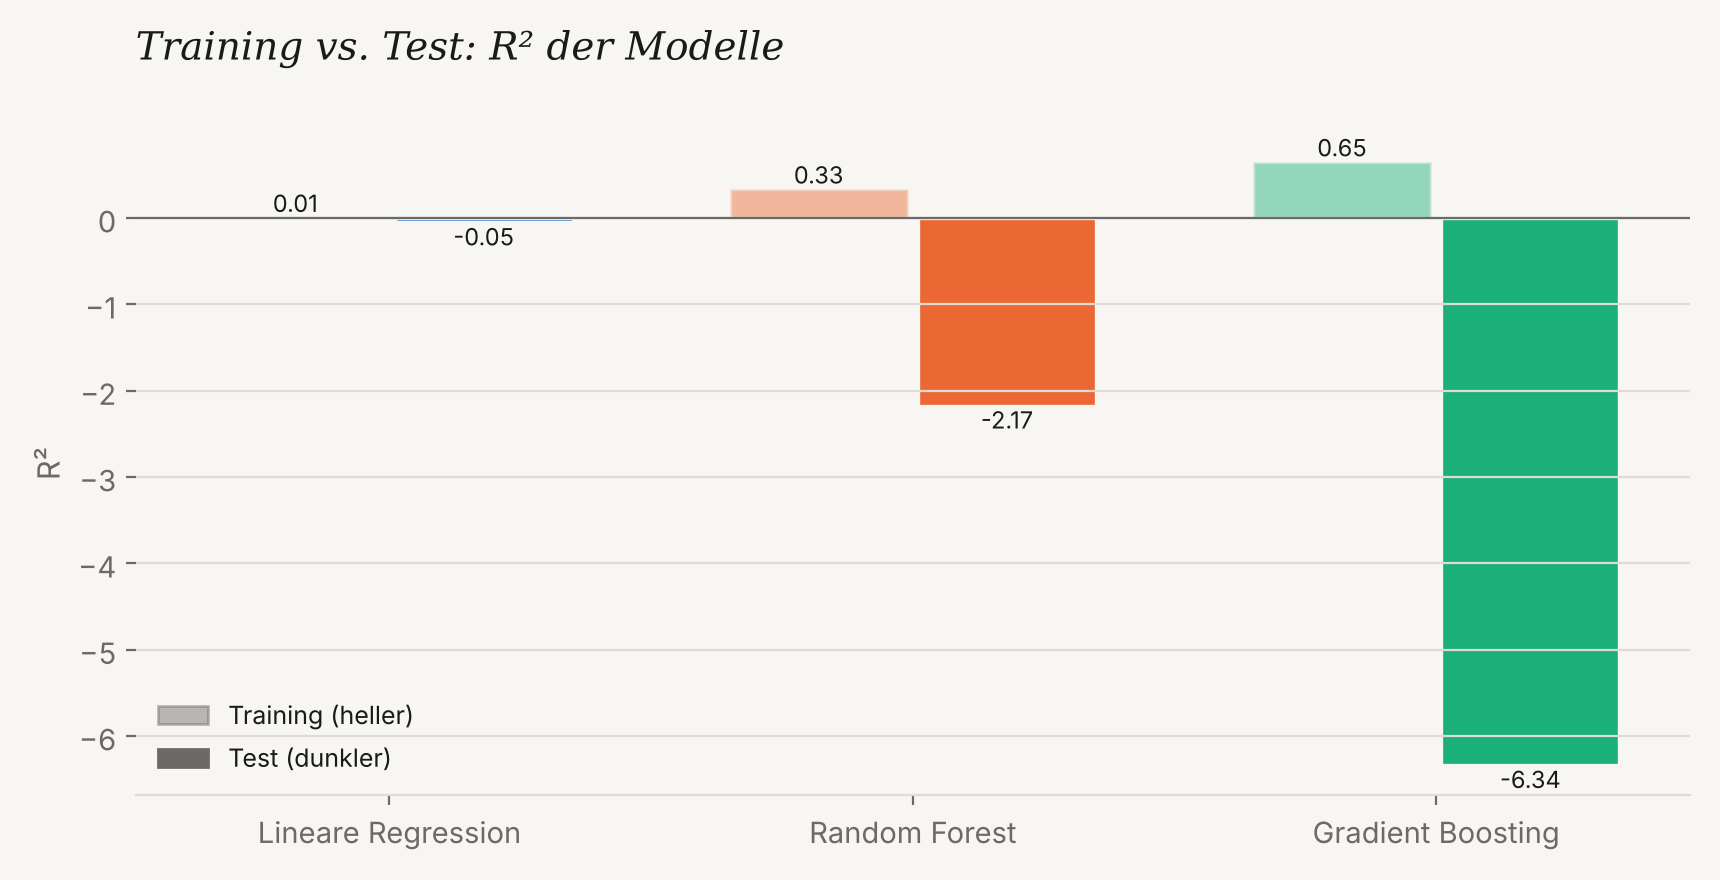 Training vs. Test: R² der Modelle
0.65
0.33
0.01
0
-0.05
−1
−2
-2.17
R²
−3
−4
−5
Training (heller)
−6
Test (dunkler)
-6.34
Lineare Regression
Random Forest
Gradient Boosting